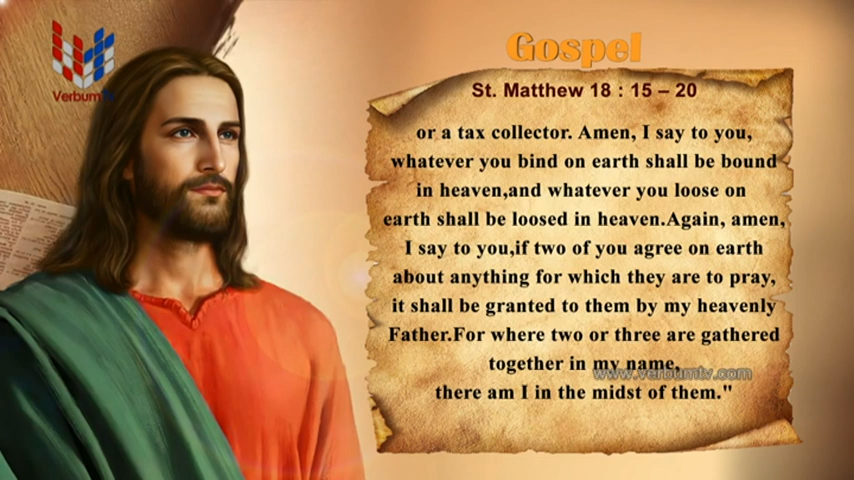 VerbumTv
Gospel
St. Matthew 18 : 15 – 20
or a tax collector. Amen, I say to you,
whatever you bind on earth shall be bound
in heaven,and whatever you loose on
earth shall be loosed in heaven.Again, amen,
I say to you,if two of you agree on earth
about anything for which they are to pray,
it shall be granted to them by my heavenly
Father.For where two or three are gathered
together in my name,
www.verbumtv.com
there am I in the midst of them."